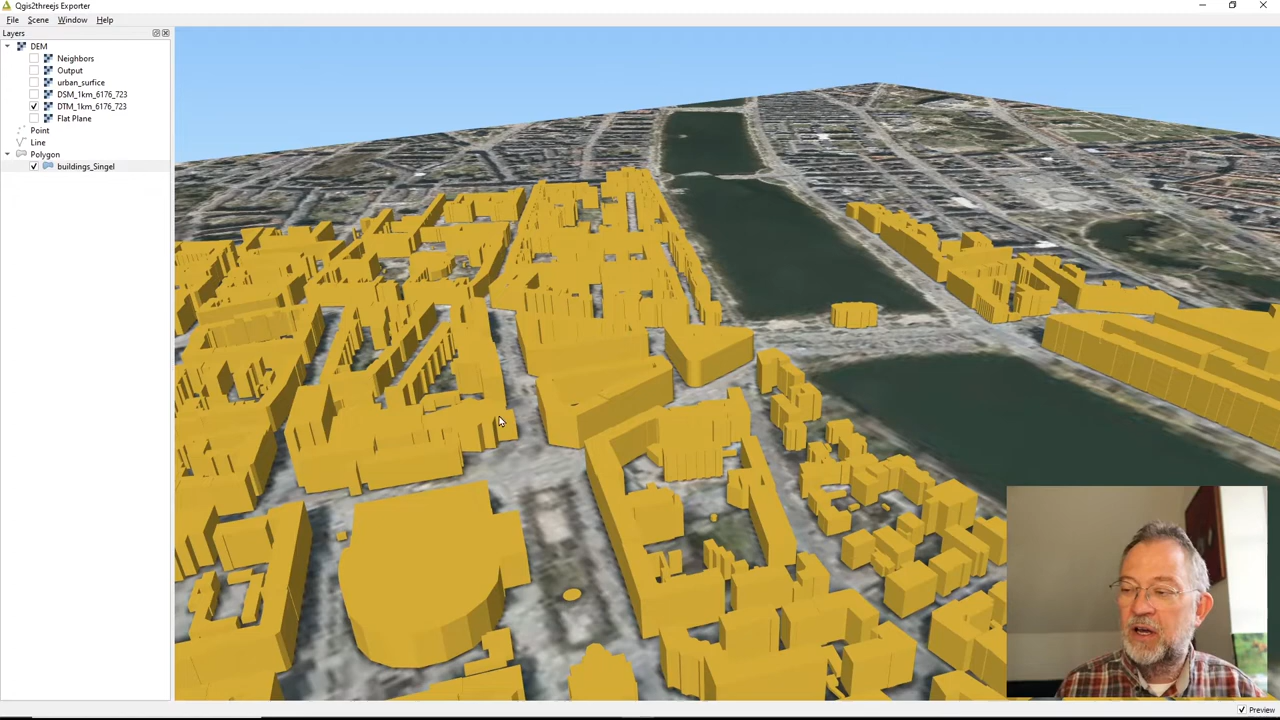 Qgis2threejs Exporter
File Scene Window Help
Layers
DEM
Neighbors
Output
urban_surfice
DSM_1km_6176_723
DTM_1km_6176_723
Flat Plane
Point
Line
Polygon
buildings_Singel
Preview